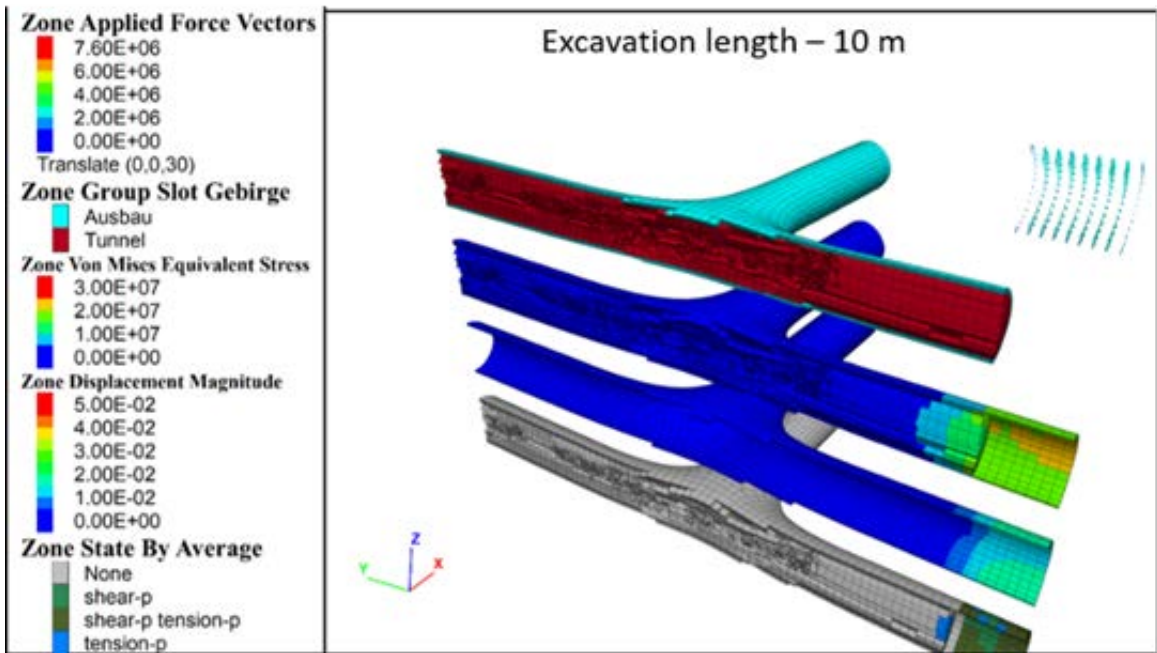 Zone Applied Force Vectors
7.60E+06
6.00E+06
4.00E+06
2.00E+06
0.00E+00
Translate (0,0,30)
Zone Group Slot Gebirge
Ausbau
Tunnel
Zone Von Mises Equivalent Stress
3.00E+07
2.00E+07
1.00E+07
0.00E+00
Zone Displacement Magnitude
5.00E-02
4.00E-02
3.00E-02
2.00E-02
1.00E-02
0.00E+00
Zone State By Average
None
shear-p
shear-p tension-p
tension-p
Excavation length – 10 m
Z
Y
X